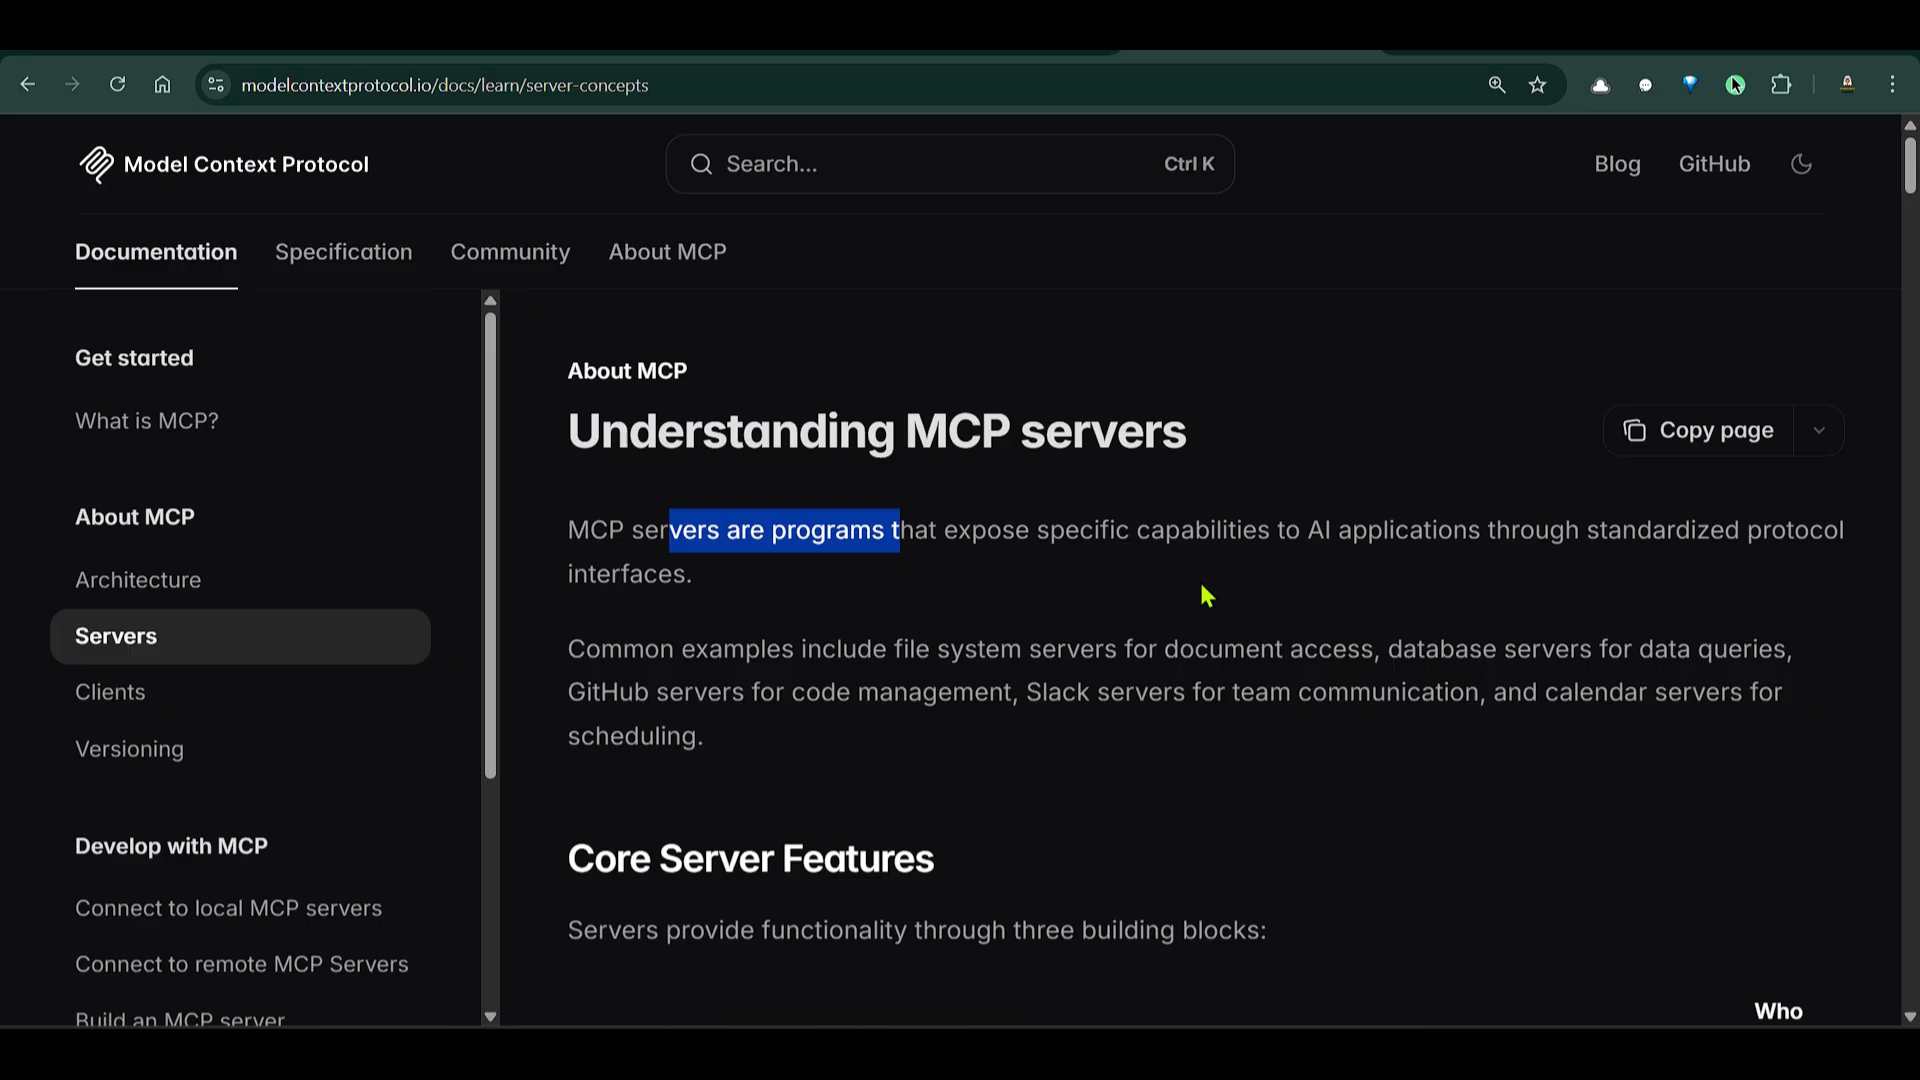 modelcontextprotocol.io/docs/learn/server-concepts
Model Context Protocol
Search...
Ctrl K
Blog
GitHub
Documentation
Specification
Community
About MCP
Get started
What is MCP?
About MCP
Architecture
Servers
Clients
Versioning
Develop with MCP
Connect to local MCP servers
Connect to remote MCP Servers
Build an MCP server
About MCP
Understanding MCP servers
Copy page
MCP servers are programs that expose specific capabilities to AI applications through standardized protocol
interfaces.
Common examples include file system servers for document access, database servers for data queries,
GitHub servers for code management, Slack servers for team communication, and calendar servers for
scheduling.
Core Server Features
Servers provide functionality through three building blocks:
Who